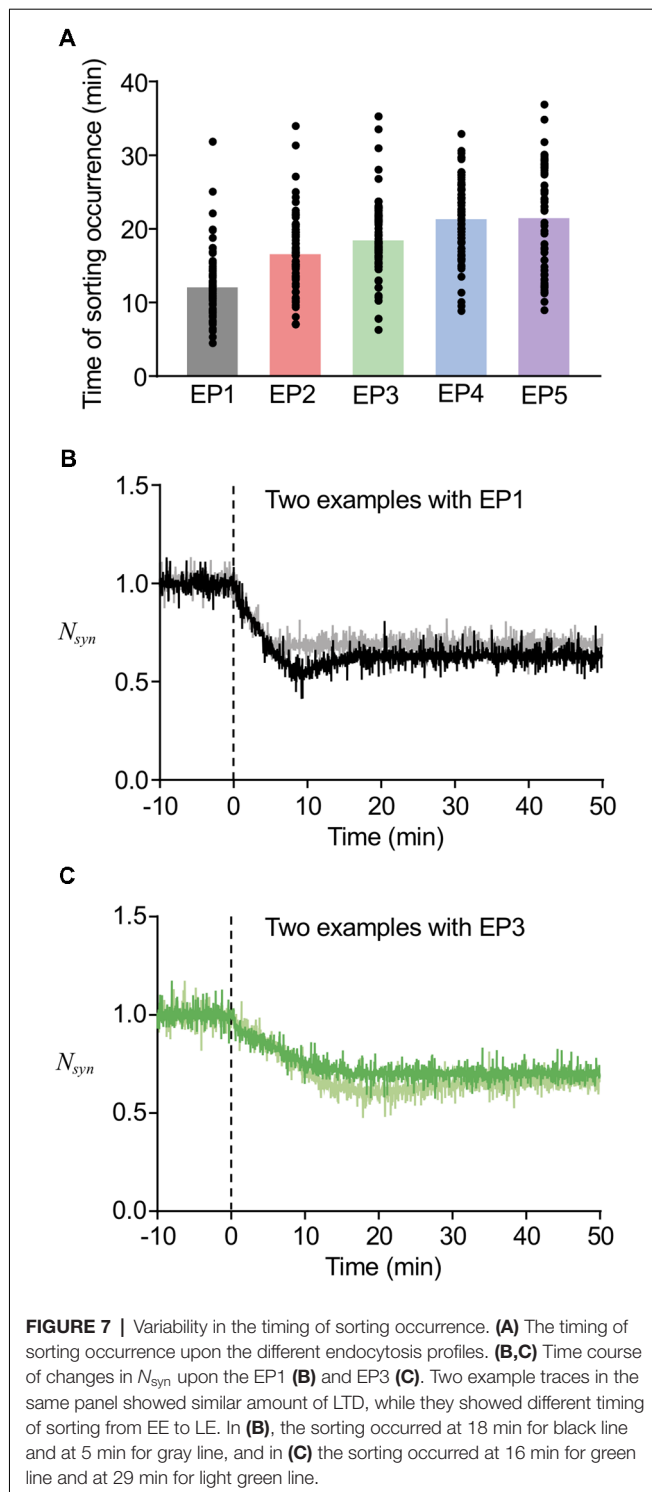 A
Time of sorting occurrence (min)
40
30
20
10
0
EP1 EP2 EP3 EP4 EP5
B
Two examples with EP1
1.5
1.0
N_syn
0.5
0.0
-10 0 10 20 30 40 50
Time (min)
C
Two examples with EP3
1.5
1.0
N_syn
0.5
0.0
-10 0 10 20 30 40 50
Time (min)
FIGURE 7 | Variability in the timing of sorting occurrence. (A) The timing of
sorting occurrence upon the different endocytosis profiles. (B,C) Time course
of changes in N_syn upon the EP1 (B) and EP3 (C). Two example traces in the
same panel showed similar amount of LTD, while they showed different timing
of sorting from EE to LE. In (B), the sorting occurred at 18 min for black line
and at 5 min for gray line, and in (C) the sorting occurred at 16 min for green
line and at 29 min for light green line.